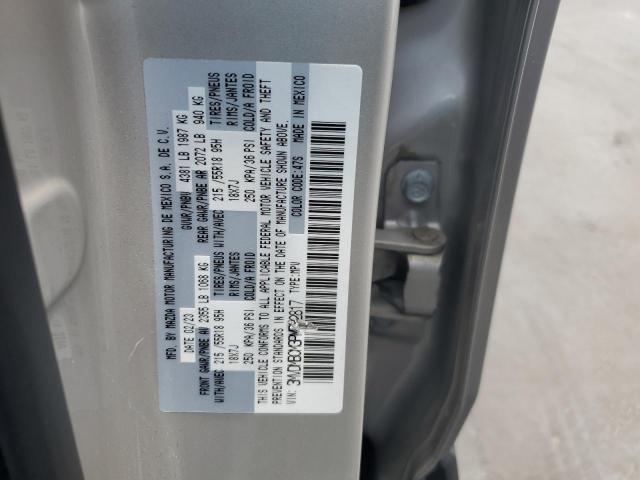 MFD. BY MAZDA MOTOR MANUFACTURING DE MEXICO S.A. DE C.V.
DATE 02/20 GVWR/PNBV 4381 LB 1987 KG
FRONT GAWR/PNBE AV 2355 LB 1068 KG REAR GAWR/PNBE AR 2072 LB 940 KG
WITH/AVEC 215 /55R18 95H TIRES/PNEUS WITH/AVEC 215 /55R18 95H TIRES/PNEUS
18X7J RIMS/JANTES 18X7J RIMS/JANTES
250 KPA/36 PSI COLD/A FROID 250 KPA/36 PSI COLD/A FROID
THIS VEHICLE CONFORMS TO ALL APPLICABLE FEDERAL MOTOR VEHICLE SAFETY AND THEFT
PREVENTION STANDARDS IN EFFECT ON THE DATE OF MANUFACTURE SHOWN ABOVE.
VIN: TYPE:MPV COLOR CODE:47S MADE IN MEXICO